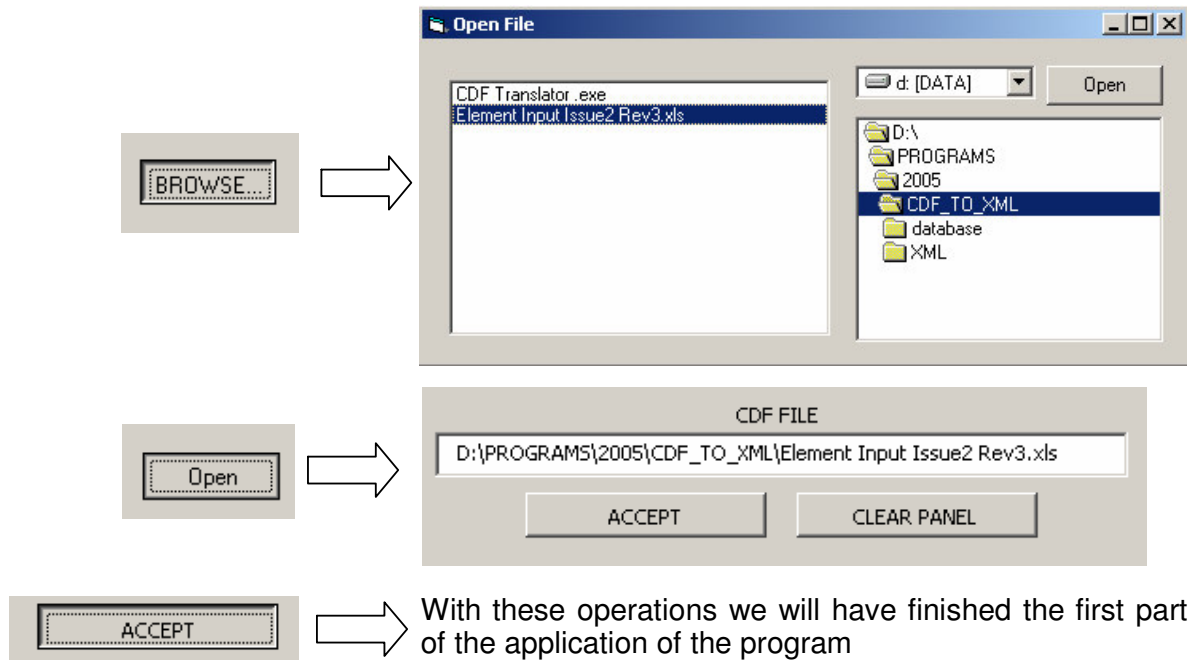 Open File
CDF Translator .exe
Element Input Issue2 Rev3.xls
d: [DATA]
Open
D:\
PROGRAMS
2005
CDF_TO_XML
database
XML
BROWSE...
CDF FILE
D:\PROGRAMS\2005\CDF_TO_XML\Element Input Issue2 Rev3.xls
Open
ACCEPT
CLEAR PANEL
ACCEPT
With these operations we will have finished the first part
of the application of the program